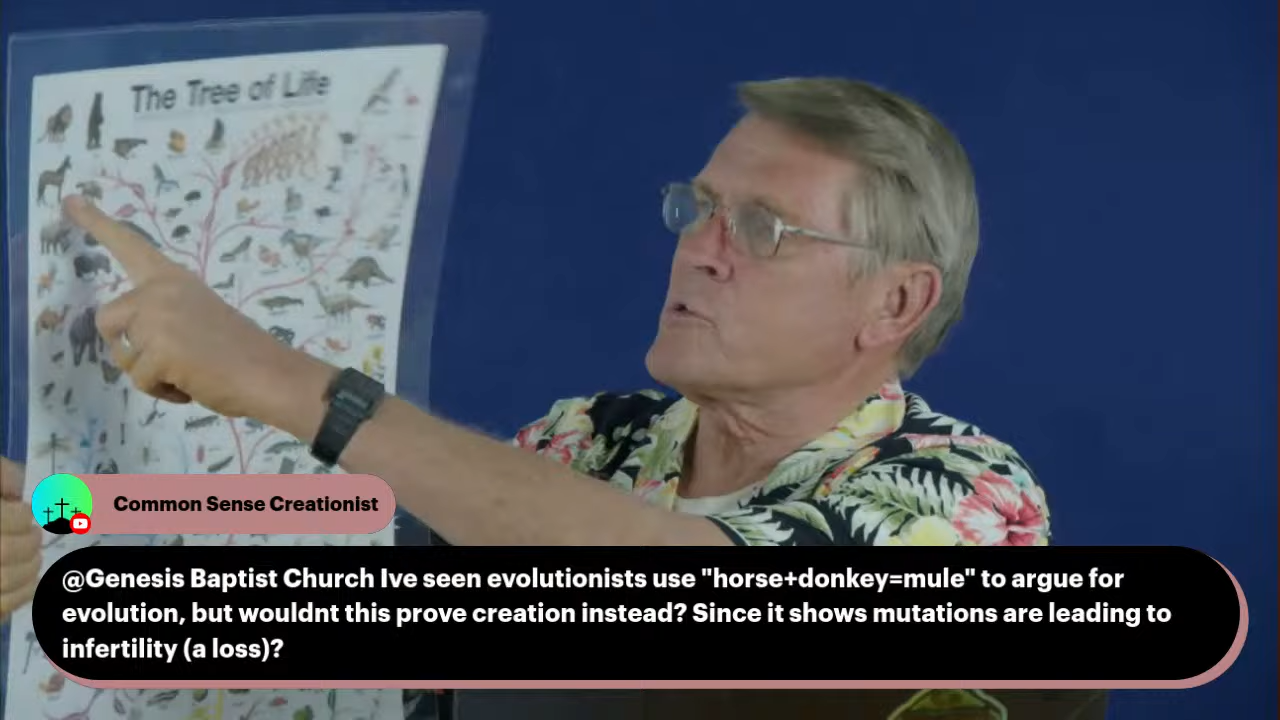 The Tree of Life
Common Sense Creationist
@Genesis Baptist Church Ive seen evolutionists use "horse+donkey=mule" to argue for
evolution, but wouldnt this prove creation instead? Since it shows mutations are leading to
infertility (a loss)?